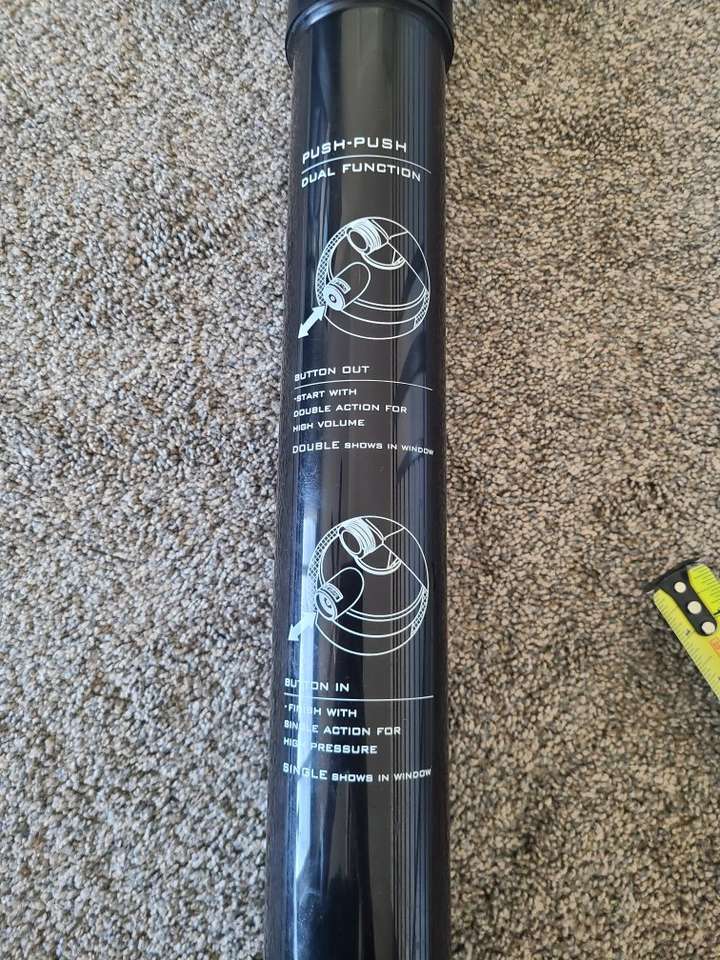 PUSH-PUSH
DUAL FUNCTION
BUTTON OUT
-START WITH
DOUBLE ACTION FOR
HIGH VOLUME
DOUBLE SHOWS IN WINDOW
BUTTON IN
-FINISH WITH
SINGLE ACTION FOR
HIGH PRESSURE
SINGLE SHOWS IN WINDOW